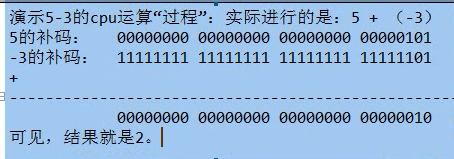 演示5-3的cpu运算“过程”：实际进行的是：5 + （-3）
5的补码： 00000000 00000000 00000000 00000101
-3的补码： 11111111 11111111 11111111 11111101
+
--------------------------------------------------------
00000000 00000000 00000000 00000010
可见，结果就是2。